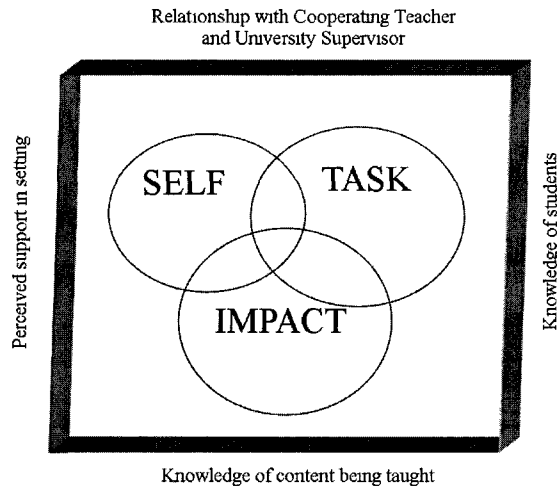 Relationship with Cooperating Teacher
and University Supervisor
Perceived support in setting
SELF
TASK
Knowledge of students
IMPACT
Knowledge of content being taught